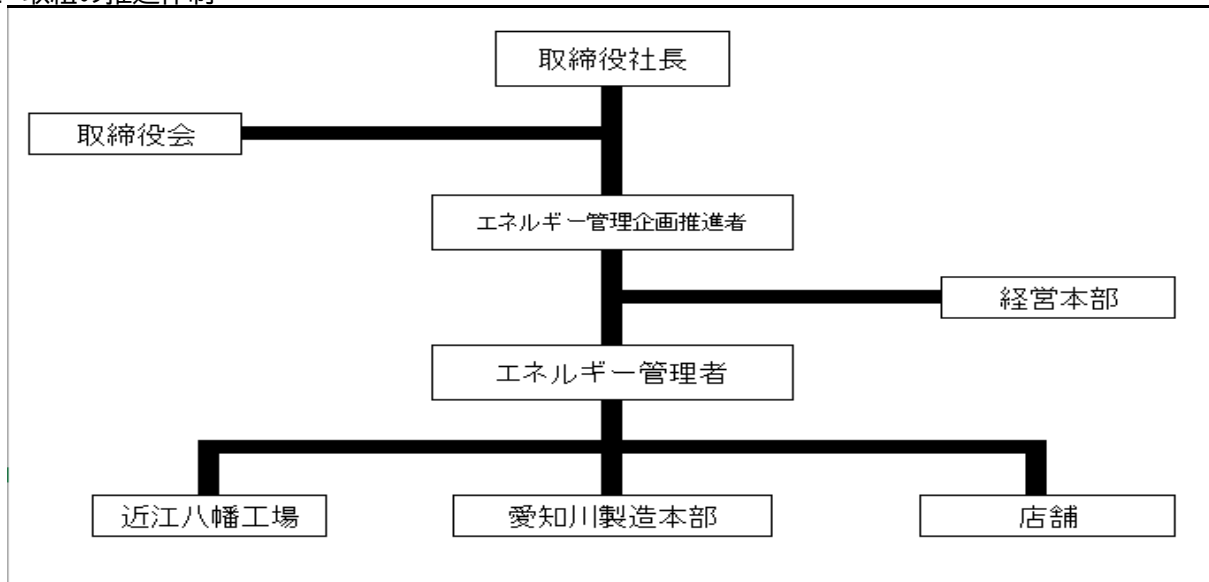 取締役社長
取締役会
エネルギー管理企画推進者
経営本部
エネルギー管理者
近江八幡工場
愛知川製造本部
店舗